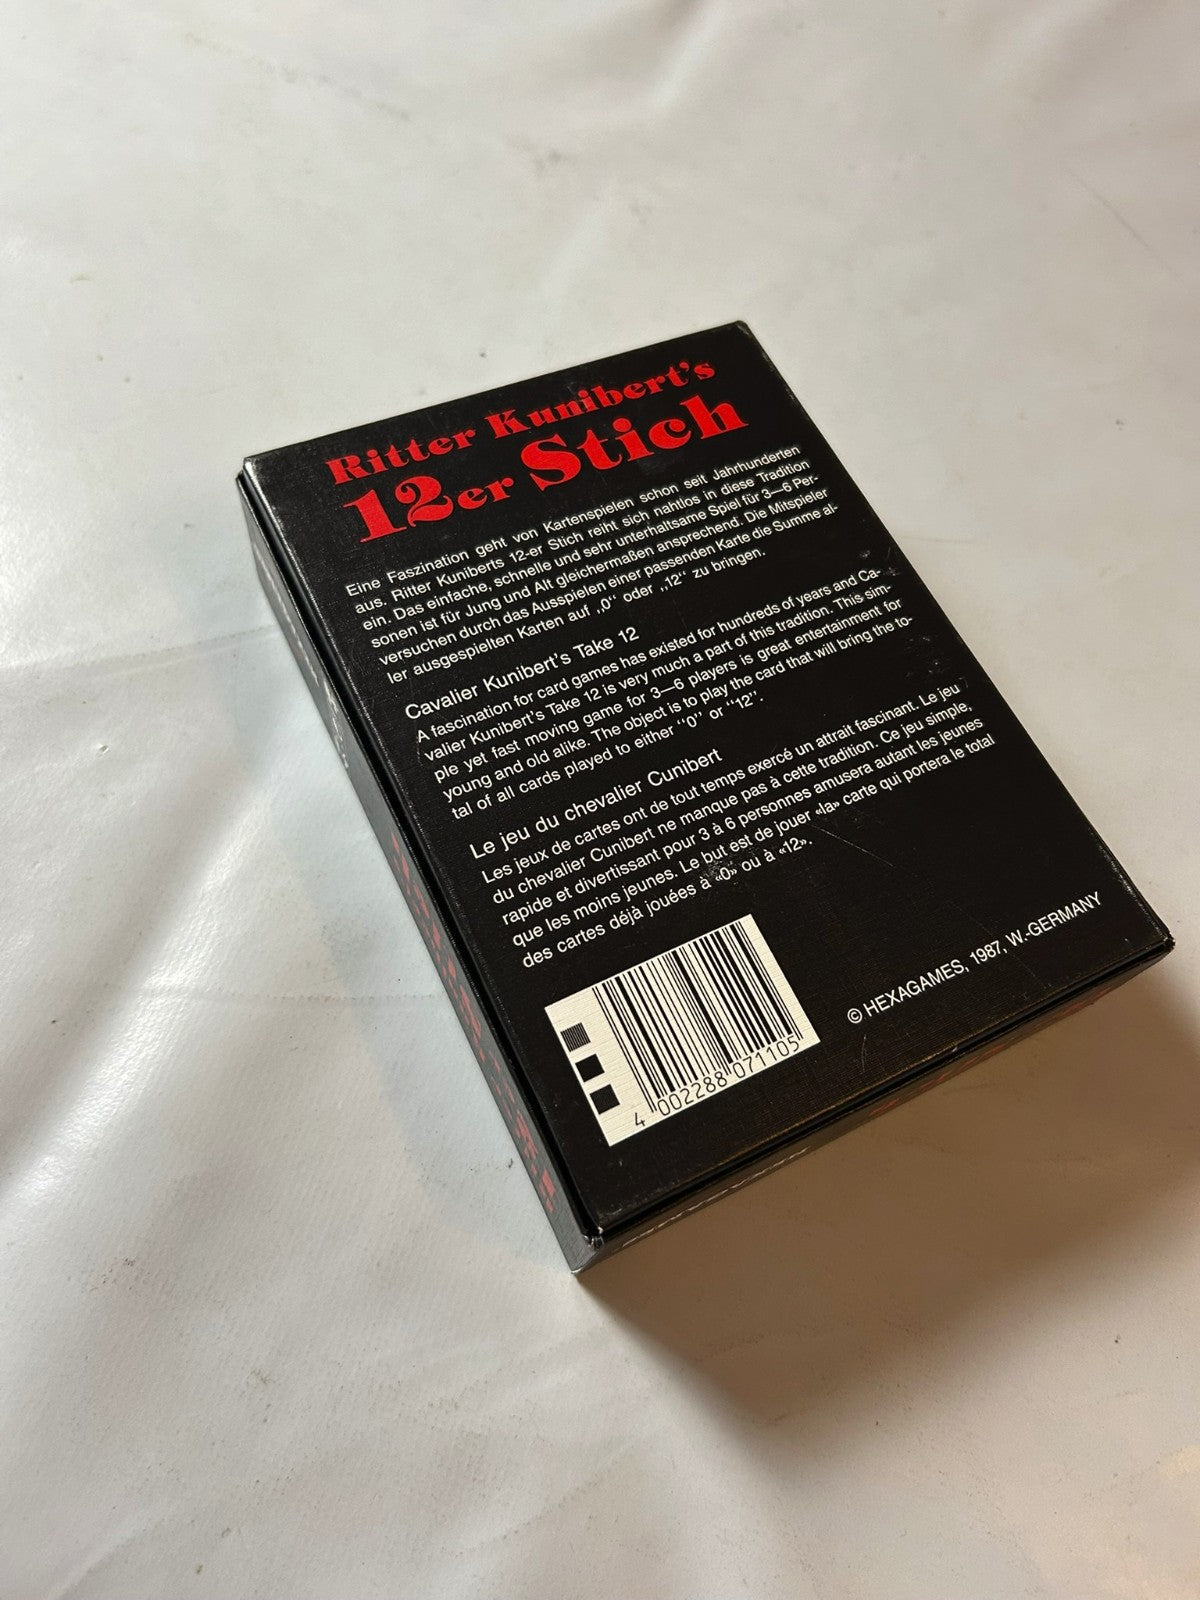 Ritter Kunibert's
12er Stich
Eine Faszination geht von Kartenspielen schon seit Jahrhunderten
aus. Ritter Kuniberts 12-er Stich reiht sich nahtlos in diese Tradition
ein. Das einfache, schnelle und sehr unterhaltsame Spiel für 3—6 Per-
sonen ist für Jung und Alt gleichermaßen ansprechend. Die Mitspieler
versuchen durch das Ausspielen einer passenden Karte die Summe al-
ler ausgespielten Karten auf „0“ oder „12“ zu bringen.
Cavalier Kunibert's Take 12
A fascination for card games has existed for hundreds of years and Ca-
valier Kunibert's Take 12 is very much a part of this tradition. This sim-
ple yet fast moving game for 3—6 players is great entertainment for
young and old alike. The object is to play the card that will bring the to-
tal of all cards played to either “0” or “12”.
Le jeu du chevalier Cunibert
Les jeux de cartes ont de tout temps exercé un attrait fascinant. Le jeu
du chevalier Cunibert ne manque pas à cette tradition. Ce jeu simple,
rapide et divertissant pour 3 à 6 personnes amusera autant les jeunes
que les moins jeunes. Le but est de jouer «la» carte qui portera le total
des cartes déjà jouées à «0» ou à «12».
© HEXAGAMES, 1987, W.-GERMANY
4 002288 071105